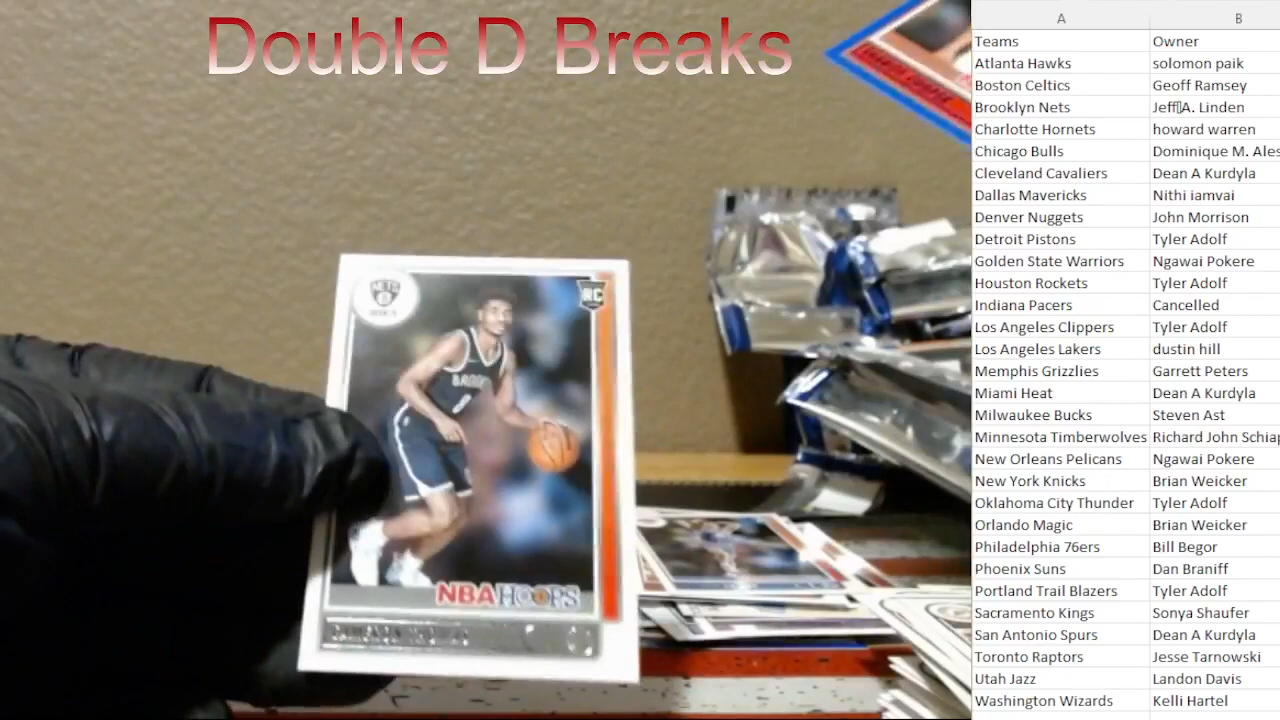 Double D Breaks
A B
Teams Owner
Atlanta Hawks solomon paik
Boston Celtics Geoff Ramsey
Brooklyn Nets Jeff A. Linden
Charlotte Hornets howard warren
Chicago Bulls Dominique M. Ales
Cleveland Cavaliers Dean A Kurdyla
Dallas Mavericks Nithi iamvai
Denver Nuggets John Morrison
Detroit Pistons Tyler Adolf
Golden State Warriors Ngawai Pokere
Houston Rockets Tyler Adolf
Indiana Pacers Cancelled
Los Angeles Clippers Tyler Adolf
Los Angeles Lakers dustin hill
Memphis Grizzlies Garrett Peters
Miami Heat Dean A Kurdyla
Milwaukee Bucks Steven Ast
Minnesota Timberwolves Richard John Schiap
New Orleans Pelicans Ngawai Pokere
New York Knicks Brian Weicker
Oklahoma City Thunder Tyler Adolf
Orlando Magic Brian Weicker
Philadelphia 76ers Bill Begor
Phoenix Suns Dan Braniff
Portland Trail Blazers Tyler Adolf
Sacramento Kings Sonya Shaufer
San Antonio Spurs Dean A Kurdyla
Toronto Raptors Jesse Tarnowski
Utah Jazz Landon Davis
Washington Wizards Kelli Hartel
NETS
RC
NBA HOOPS